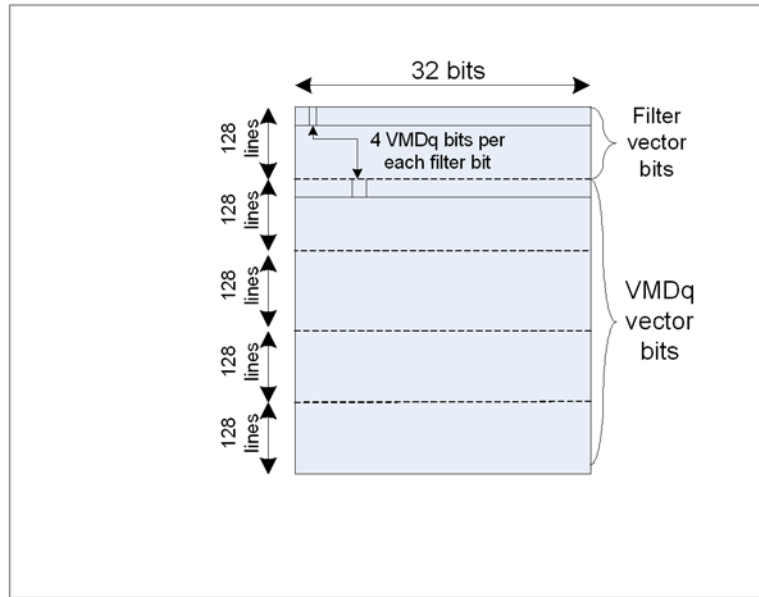 32 bits
Filter
vector
bits
128
lines
4 VMDq bits per
each filter bit
128
lines
128
lines
VMDq
vector
bits
128
lines
128
lines